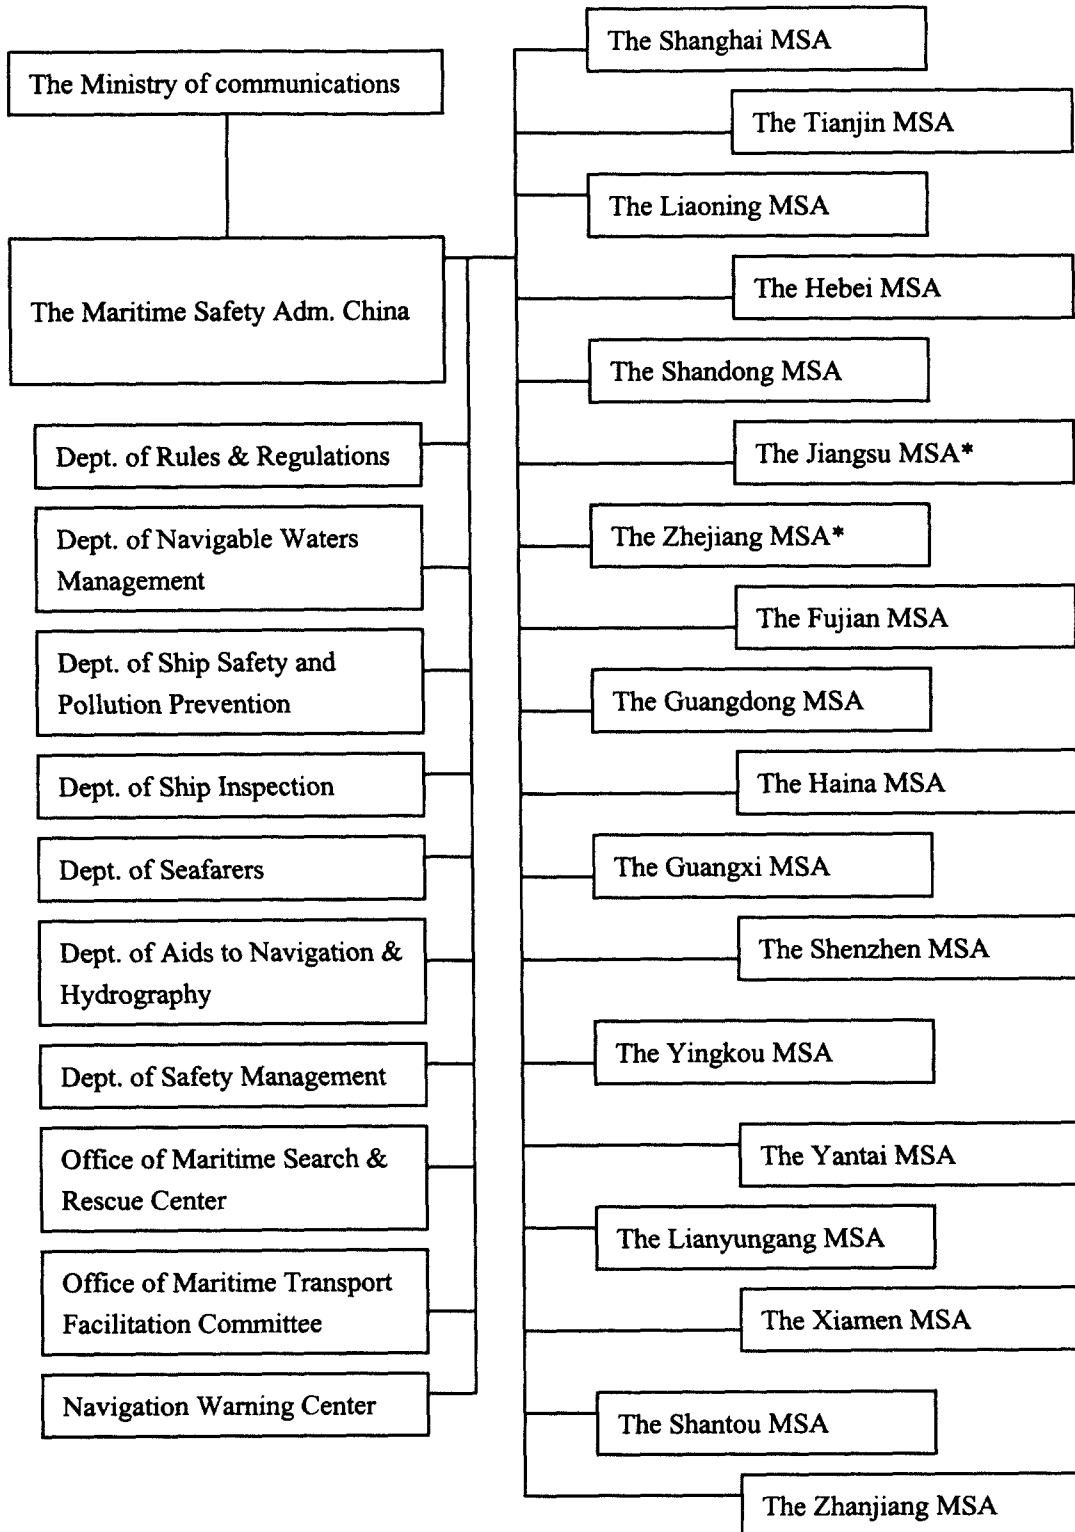 The Ministry of communications
The Maritime Safety Adm. China
Dept. of Rules & Regulations
Dept. of Navigable Waters
Management
Dept. of Ship Safety and
Pollution Prevention
Dept. of Ship Inspection
Dept. of Seafarers
Dept. of Aids to Navigation &
Hydrography
Dept. of Safety Management
Office of Maritime Search &
Rescue Center
Office of Maritime Transport
Facilitation Committee
Navigation Warning Center
The Shanghai MSA
The Tianjin MSA
The Liaoning MSA
The Hebei MSA
The Shandong MSA
The Jiangsu MSA*
The Zhejiang MSA*
The Fujian MSA
The Guangdong MSA
The Haina MSA
The Guangxi MSA
The Shenzhen MSA
The Yingkou MSA
The Yantai MSA
The Lianyungang MSA
The Xiamen MSA
The Shantou MSA
The Zhanjiang MSA